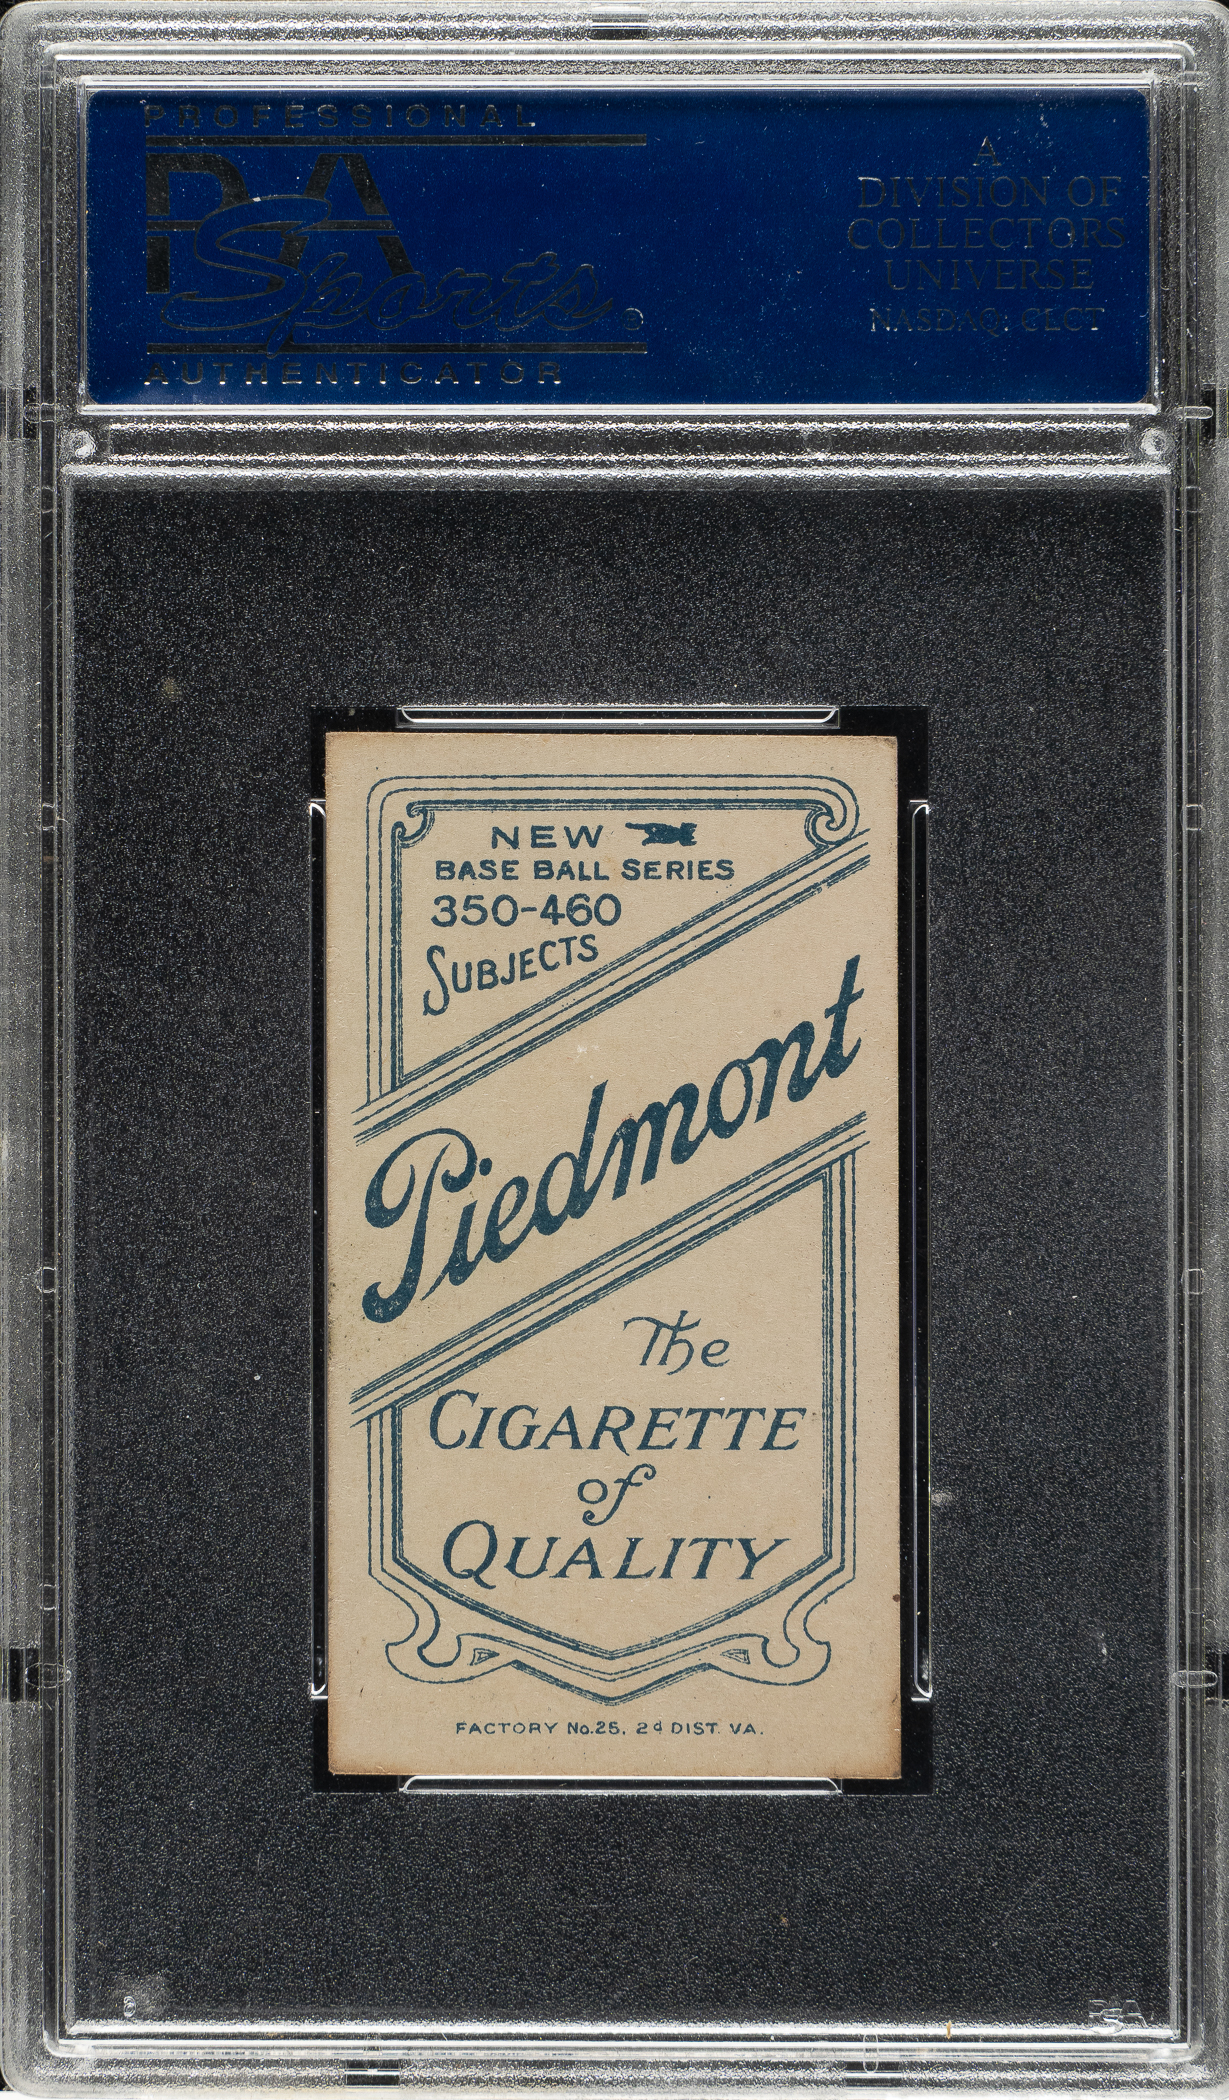 PROFESSIONAL
PSA
Sports
AUTHENTICATOR
A
DIVISION OF
COLLECTORS
UNIVERSE
NASDAQ: CLCT
NEW
BASE BALL SERIES
350-460
SUBJECTS
Piedmont
The
CIGARETTE
of
QUALITY
FACTORY No.25, 2d DIST. VA.
PSA